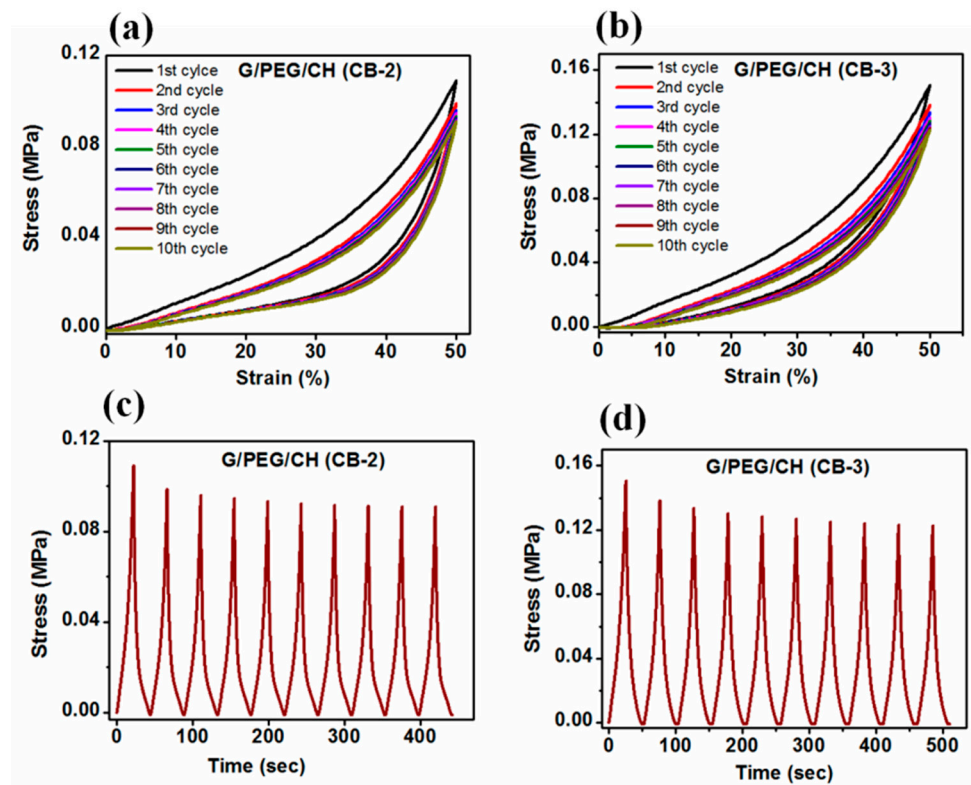 (a)
0.12
0.08
0.04
0.00
Stress (MPa)
G/PEG/CH (CB-2)
1st cylce
2nd cycle
3rd cycle
4th cycle
5th cycle
6th cycle
7th cycle
8th cycle
9th cycle
10th cycle
0 10 20 30 40 50
Strain (%)
(b)
0.16
0.12
0.08
0.04
0.00
Stress (MPa)
G/PEG/CH (CB-3)
1st cycle
2nd cycle
3rd cycle
4th cycle
5th cycle
6th cycle
7th cycle
8th cycle
9th cycle
10th cycle
0 10 20 30 40 50
Strain (%)
(c)
0.12
0.08
0.04
0.00
Stress (MPa)
G/PEG/CH (CB-2)
0 100 200 300 400
Time (sec)
(d)
0.16
0.12
0.08
0.04
0.00
Stress (MPa)
G/PEG/CH (CB-3)
0 100 200 300 400 500
Time (sec)